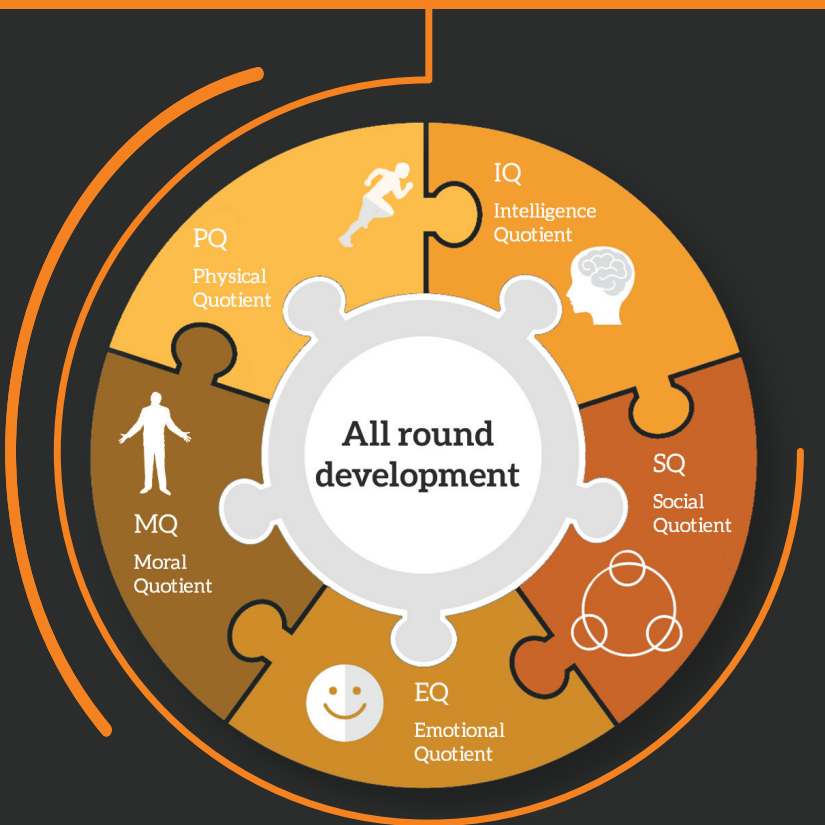 PQ
Physical
Quotient
IQ
Intelligence
Quotient
All round
development
SQ
Social
Quotient
MQ
Moral
Quotient
EQ
Emotional
Quotient